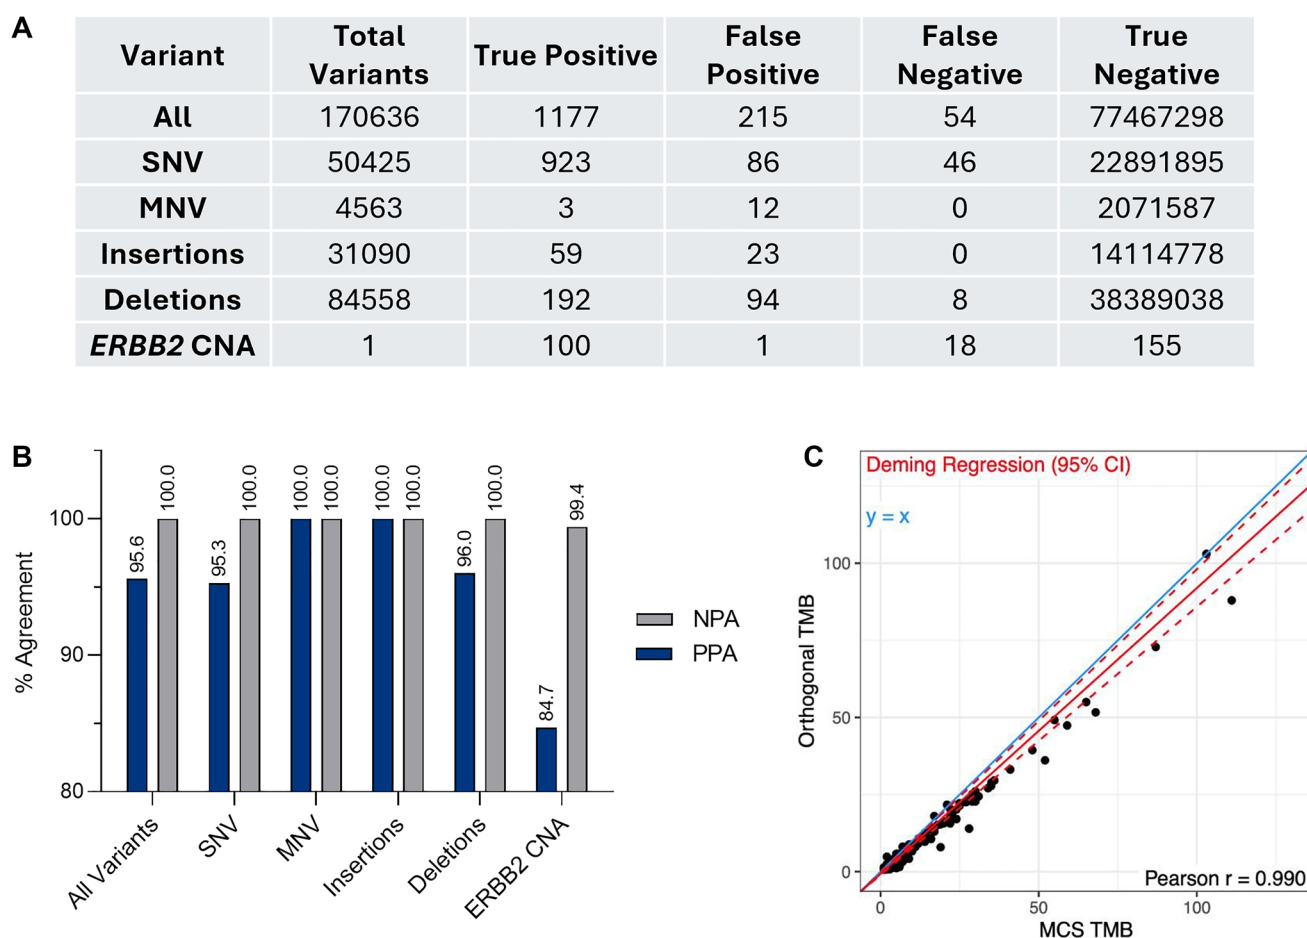 A
Variant | Total Variants | True Positive | False Positive | False Negative | True Negative
All | 170636 | 1177 | 215 | 54 | 77467298
SNV | 50425 | 923 | 86 | 46 | 22891895
MNV | 4563 | 3 | 12 | 0 | 2071587
Insertions | 31090 | 59 | 23 | 0 | 14114778
Deletions | 84558 | 192 | 94 | 8 | 38389038
ERBB2 CNA | 1 | 100 | 1 | 18 | 155
B
% Agreement
100
90
80
95.6
100.0
95.3
100.0
100.0
100.0
100.0
100.0
96.0
100.0
84.7
99.4
All Variants
SNV
MNV
Insertions
Deletions
ERBB2 CNA
NPA
PPA
C
Deming Regression (95% CI)
y = x
Orthogonal TMB
100
50
0
Pearson r = 0.990
0
50
100
MCS TMB